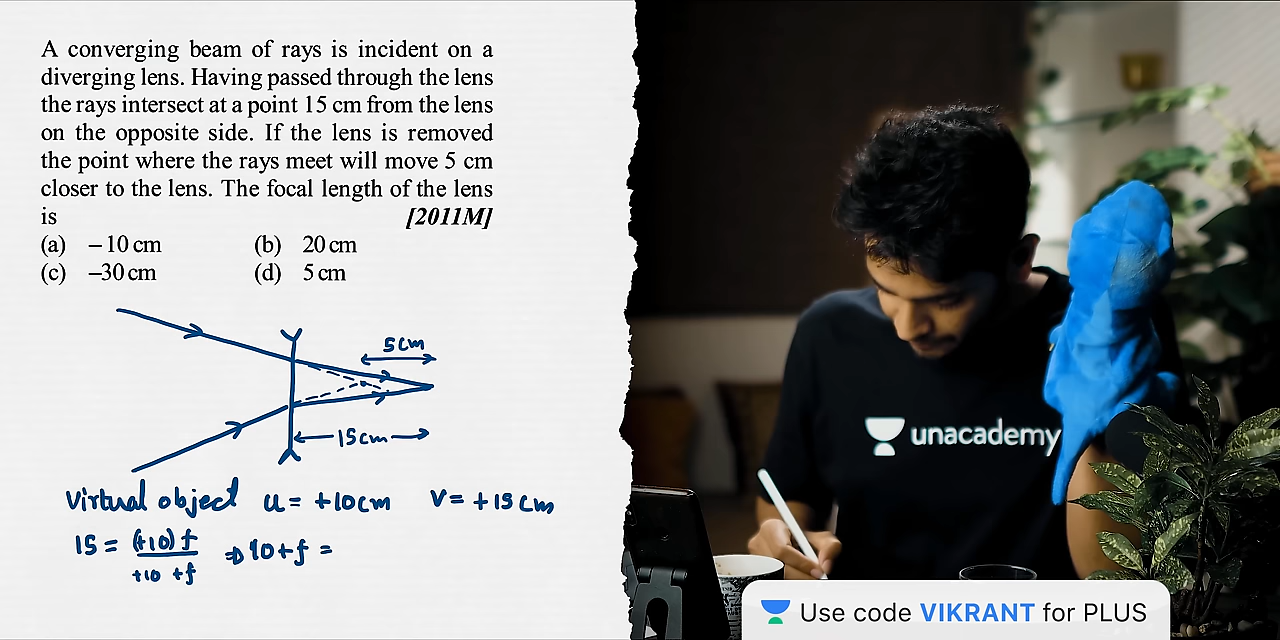 A converging beam of rays is incident on a
diverging lens. Having passed through the lens
the rays intersect at a point 15 cm from the lens
on the opposite side. If the lens is removed
the point where the rays meet will move 5 cm
closer to the lens. The focal length of the lens
is [2011M]
(a) – 10 cm (b) 20 cm
(c) –30 cm (d) 5 cm
5cm
15cm
Virtual object u = +10cm v = +15cm
15 = (+10) f / +10 + f ⇒ 10+f =
unacademy
Use code VIKRANT for PLUS